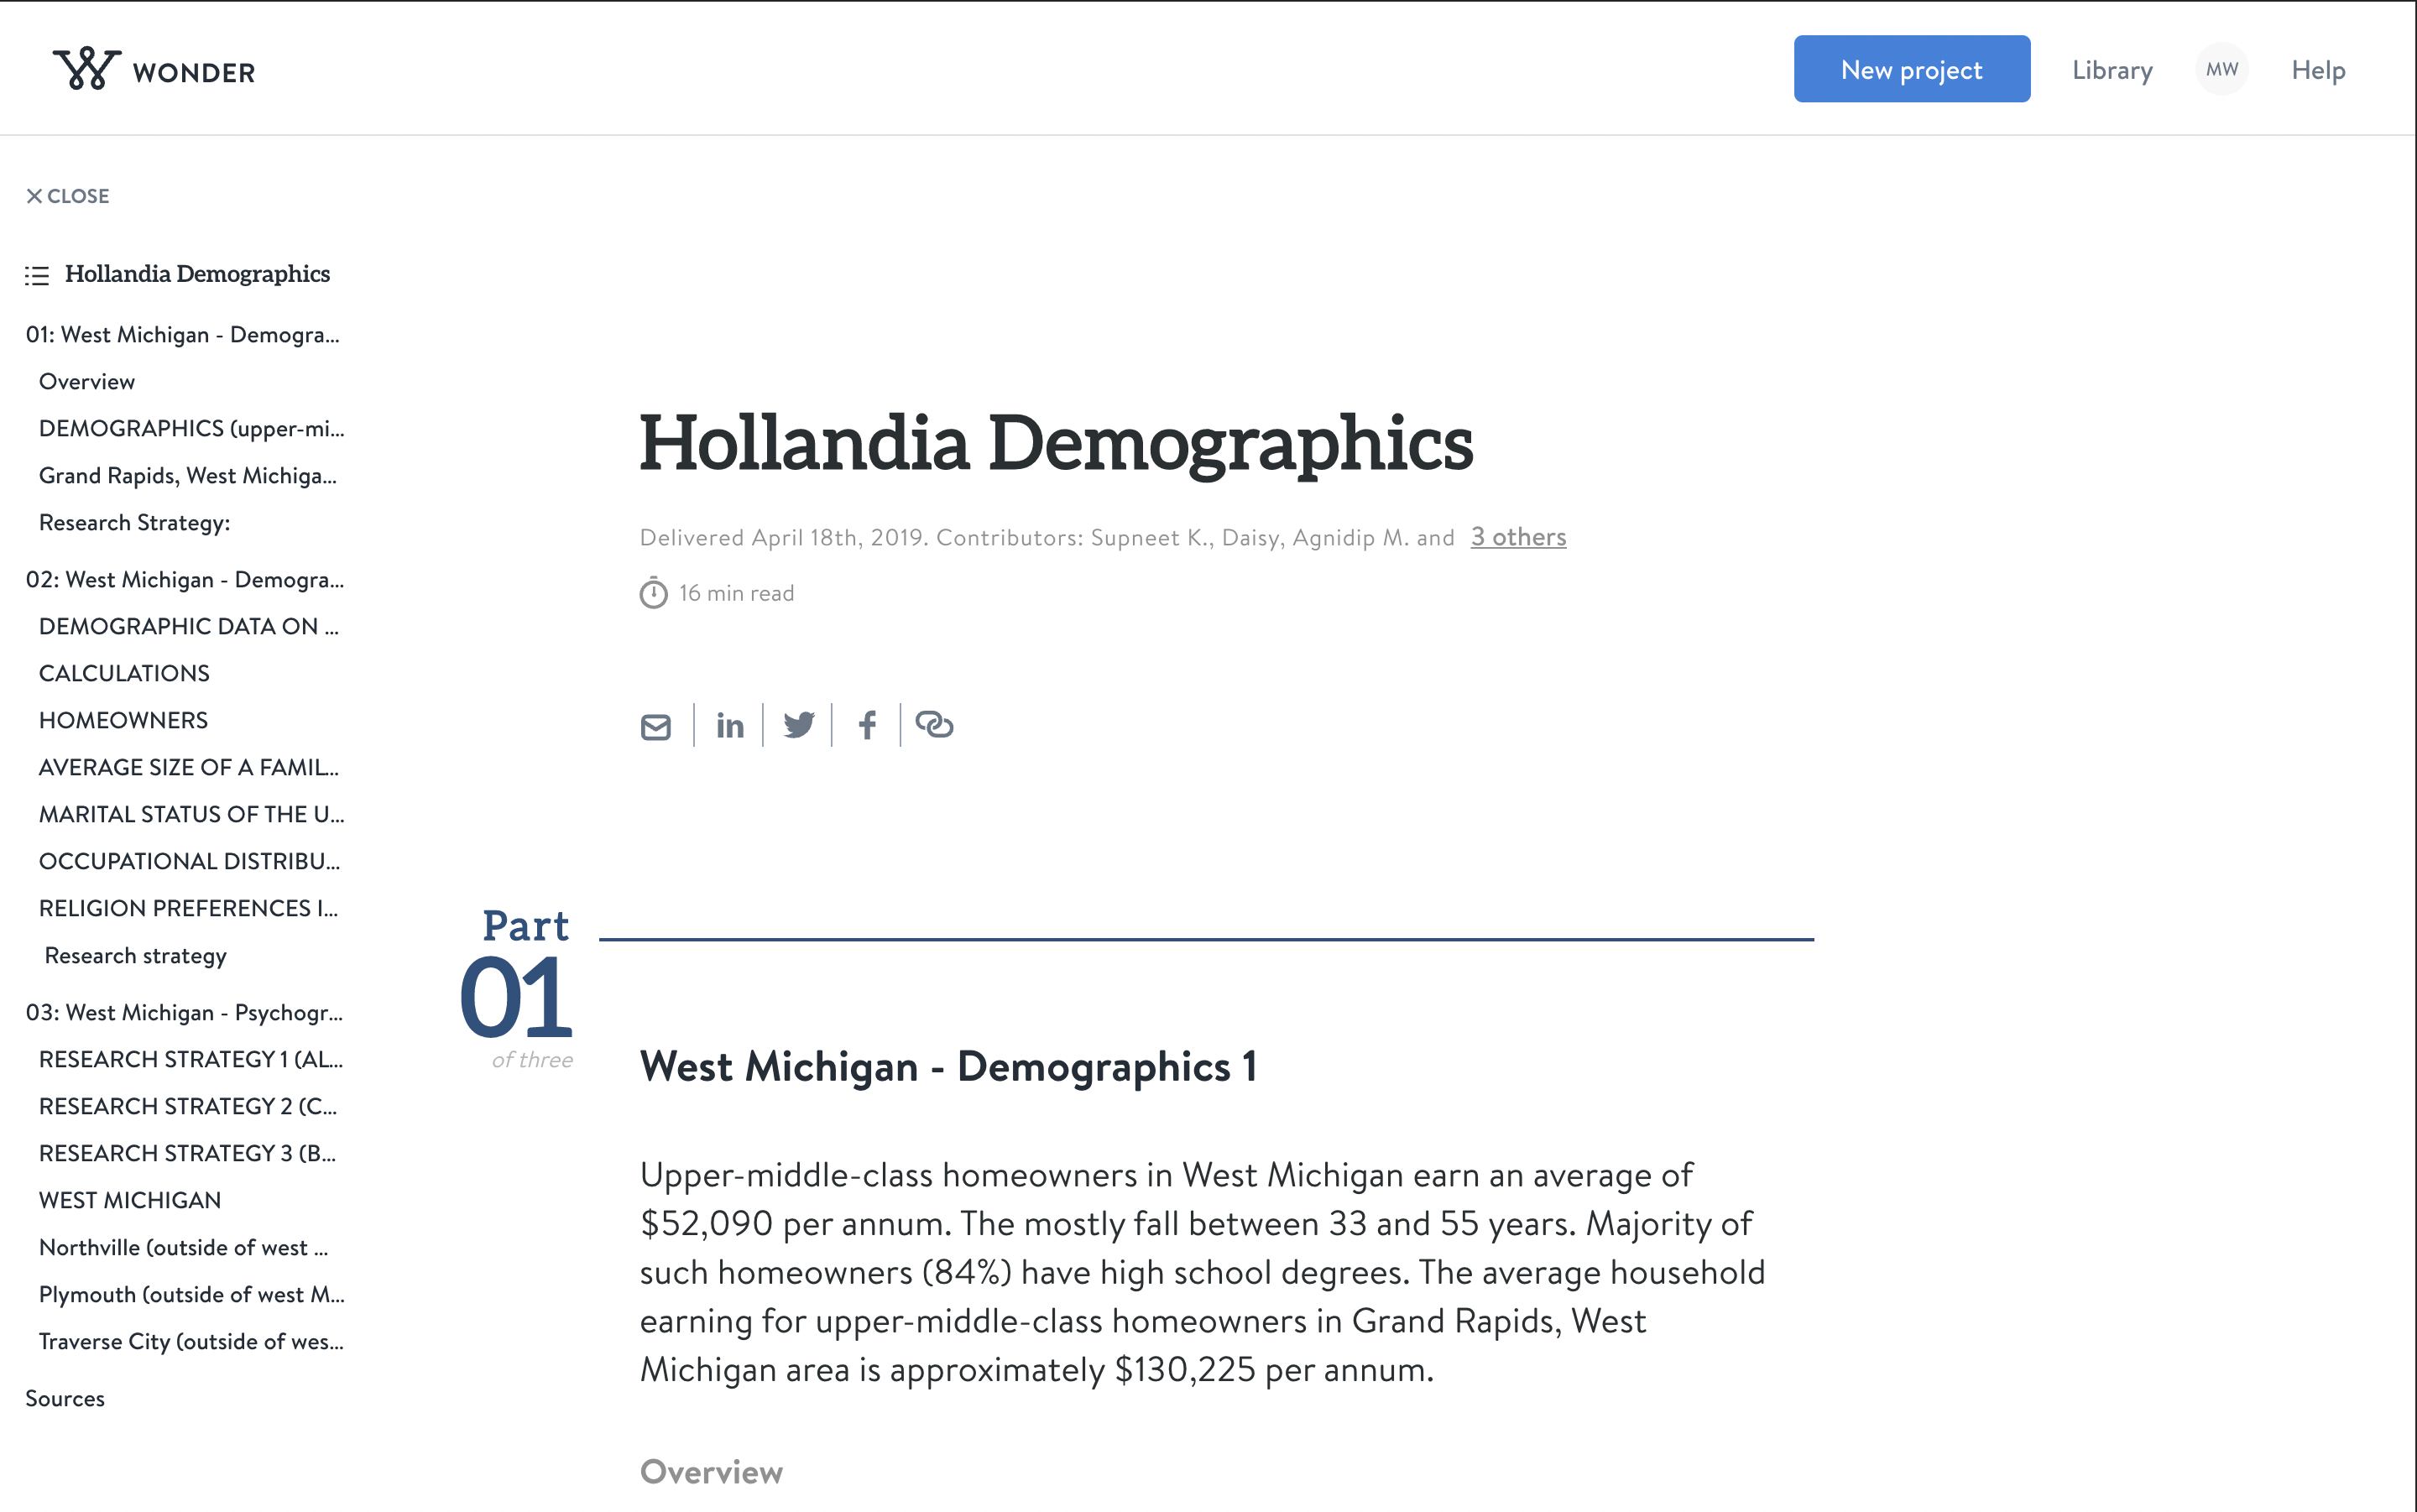 WONDER
New project
Library
MW
Help
CLOSE
Hollandia Demographics
01: West Michigan - Demogra...
Overview
DEMOGRAPHICS (upper-mi...
Grand Rapids, West Michiga...
Research Strategy:
02: West Michigan - Demogra...
DEMOGRAPHIC DATA ON ...
CALCULATIONS
HOMEOWNERS
AVERAGE SIZE OF A FAMIL...
MARITAL STATUS OF THE U...
OCCUPATIONAL DISTRIBU...
RELIGION PREFERENCES I...
Research strategy
03: West Michigan - Psychogr...
RESEARCH STRATEGY 1 (AL...
RESEARCH STRATEGY 2 (C...
RESEARCH STRATEGY 3 (B...
WEST MICHIGAN
Northville (outside of west ...
Plymouth (outside of west M...
Traverse City (outside of wes...
Sources
Hollandia Demographics
Delivered April 18th, 2019. Contributors: Supneet K., Daisy, Agnidip M. and 3 others
16 min read
Part
01
of three
West Michigan - Demographics 1
Upper-middle-class homeowners in West Michigan earn an average of
$52,090 per annum. The mostly fall between 33 and 55 years. Majority of
such homeowners (84%) have high school degrees. The average household
earning for upper-middle-class homeowners in Grand Rapids, West
Michigan area is approximately $130,225 per annum.
Overview